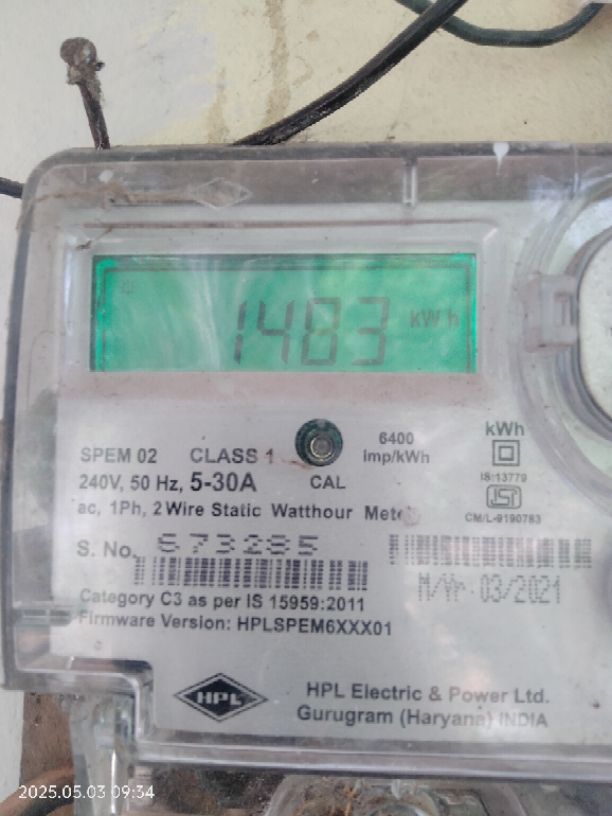 1483 kWh
SPEM 02 CLASS 1
6400
Imp/kWh
kWh
240V, 50 Hz, 5-30A
CAL
IS:13779
ac, 1Ph, 2 Wire Static Watthour Meter
CM/L-9190783
S. No. 673285
M/Yr-03/2021
Category C3 as per IS 15959:2011
Firmware Version: HPLSPEM6XXX01
HPL
HPL Electric & Power Ltd.
Gurugram (Haryana) INDIA
2025.05.03 09:34